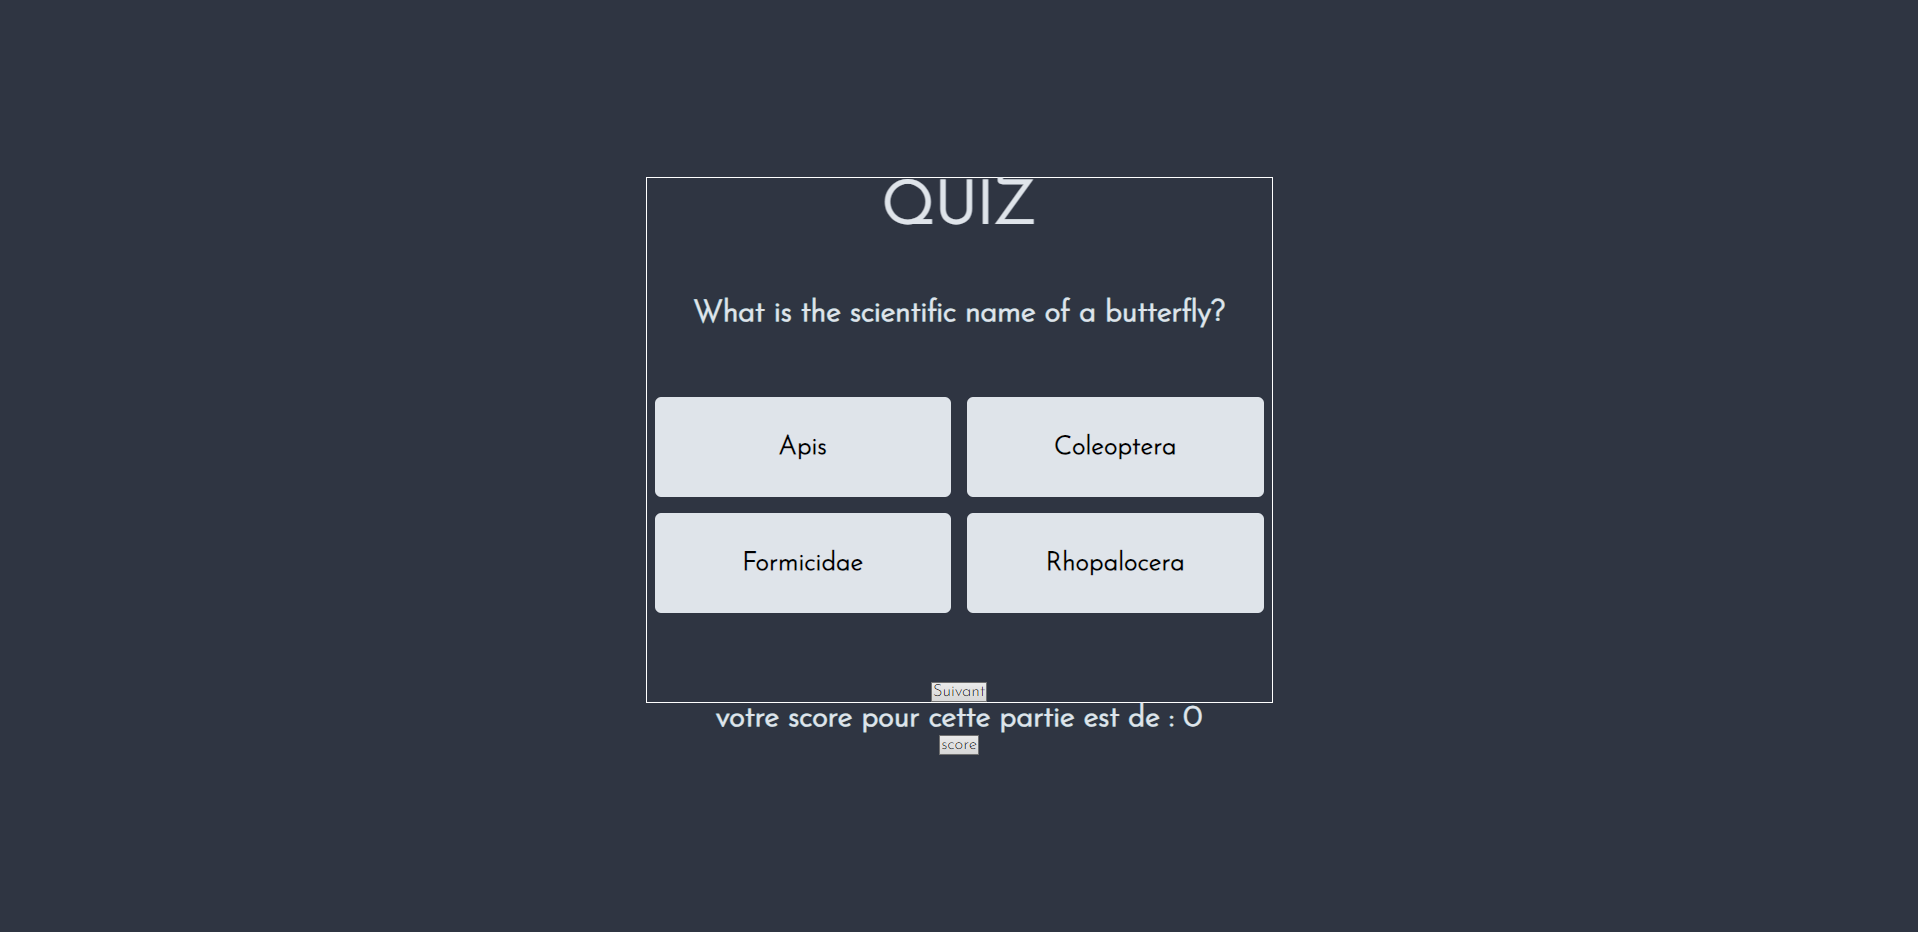 QUIZ
What is the scientific name of a butterfly?
Apis
Coleoptera
Formicidae
Rhopalocera
Suivant
votre score pour cette partie est de : 0
score